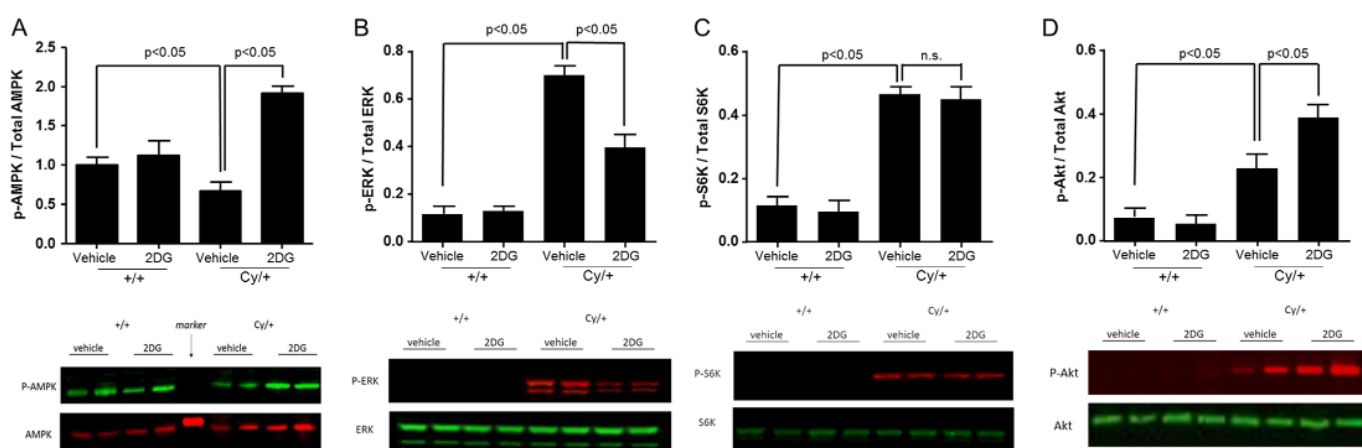 A
p-AMPK / Total AMPK
2.5
2.0
1.5
1.0
0.5
0.0
p<0.05
p<0.05
Vehicle 2DG Vehicle 2DG
+/+ Cy/+
B
p-ERK / Total ERK
0.8
0.6
0.4
0.2
0.0
p<0.05
p<0.05
Vehicle 2DG Vehicle 2DG
+/+ Cy/+
C
p-S6K / Total S6K
0.6
0.4
0.2
0.0
p<0.05
n.s.
Vehicle 2DG Vehicle 2DG
+/+ Cy/+
D
p-Akt / Total Akt
0.6
0.4
0.2
0.0
p<0.05
p<0.05
Vehicle 2DG Vehicle 2DG
+/+ Cy/+
+/+ marker Cy/+
vehicle 2DG vehicle 2DG
P-AMPK
AMPK
+/+ Cy/+
vehicle 2DG vehicle 2DG
P-ERK
ERK
+/+ Cy/+
vehicle 2DG vehicle 2DG
P-S6K
S6K
+/+ Cy/+
vehicle 2DG vehicle 2DG
P-Akt
Akt